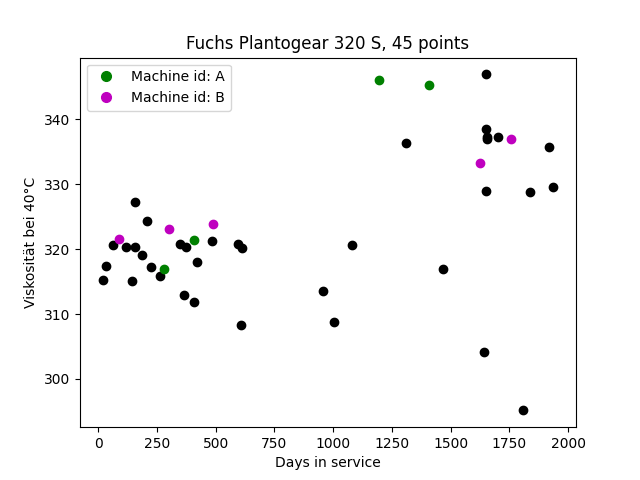 Fuchs Plantogear 320 S, 45 points
Machine id: A
Machine id: B
340
330
320
310
300
Viskosität bei 40°C
0 250 500 750 1000 1250 1500 1750 2000
Days in service